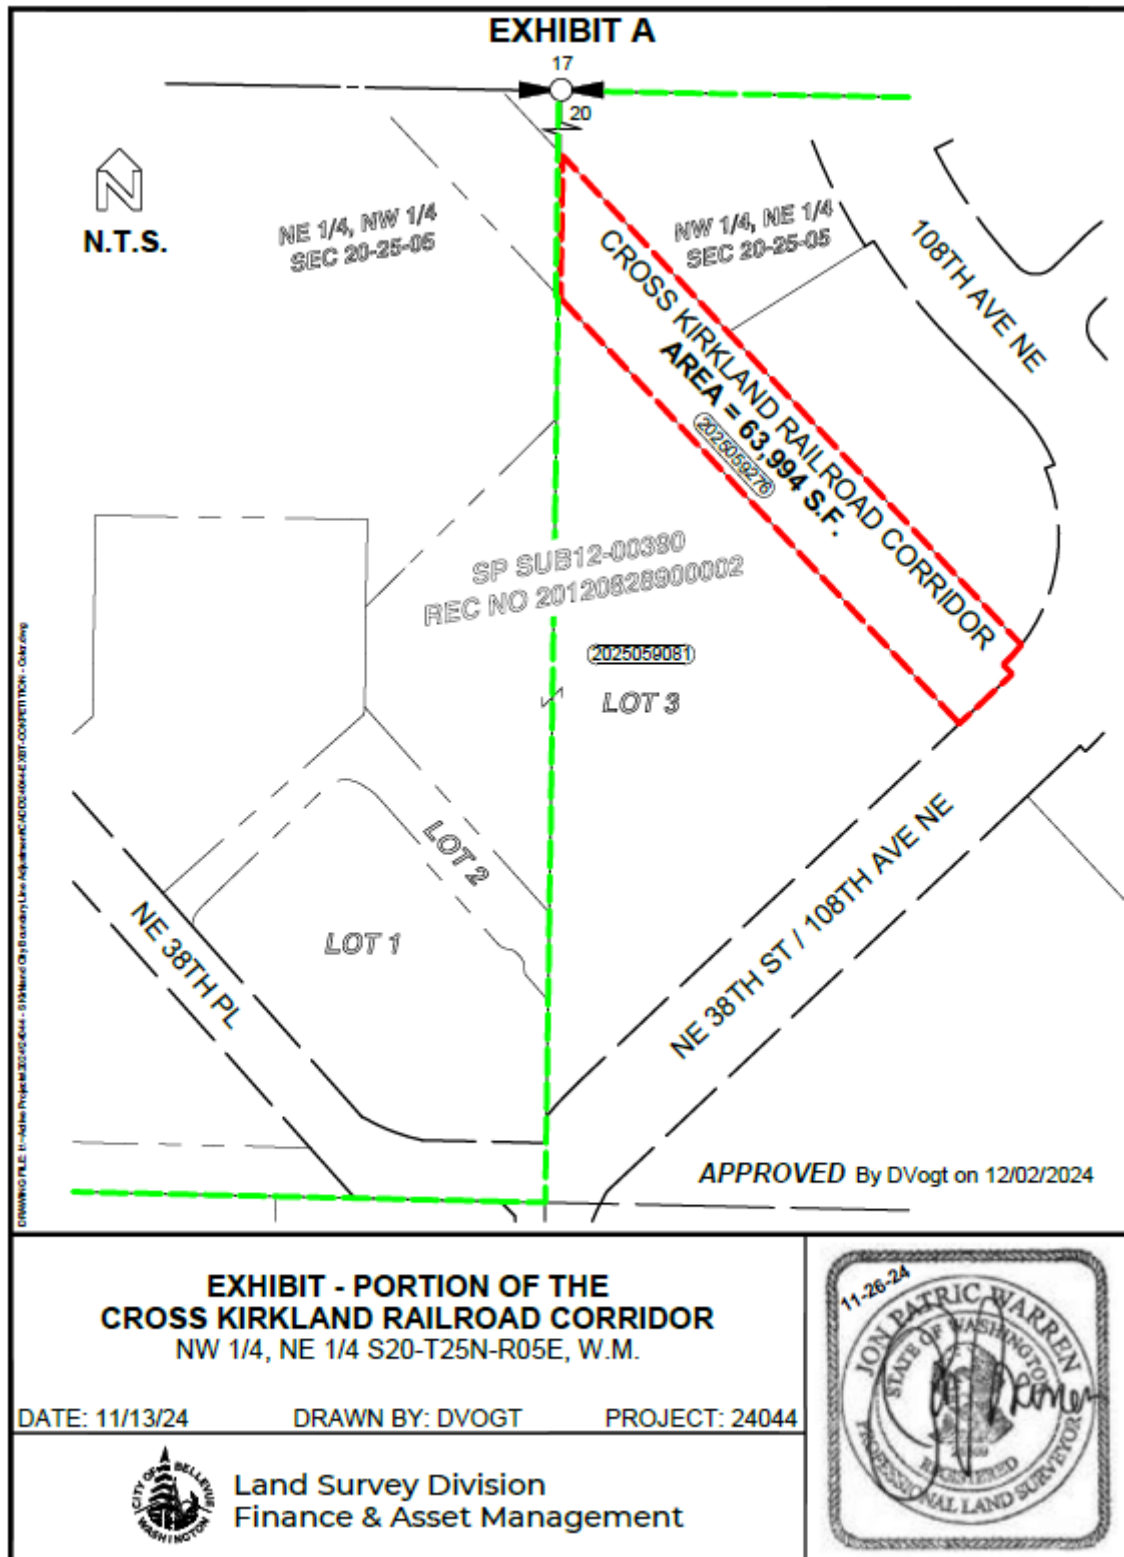 EXHIBIT A
17
20
N
N.T.S.
NE 1/4, NW 1/4
SEC 20-25-05
NW 1/4, NE 1/4
SEC 20-25-05
108TH AVE NE
CROSS KIRKLAND RAILROAD CORRIDOR
AREA = 63,994 S.F.
2025059276
SP SUB12-00380
REC NO 20120828900002
2025059081
LOT 3
LOT 2
LOT 1
NE 38TH PL
NE 38TH ST / 108TH AVE NE
APPROVED By DVogt on 12/02/2024
EXHIBIT - PORTION OF THE
CROSS KIRKLAND RAILROAD CORRIDOR
NW 1/4, NE 1/4 S20-T25N-R05E, W.M.
DATE: 11/13/24 DRAWN BY: DVOGT PROJECT: 24044
CITY OF BELLEVUE
WASHINGTON
Land Survey Division
Finance & Asset Management
11-26-24
JON PATRIC WARREN
STATE OF WASHINGTON
REGISTERED
PROFESSIONAL LAND SURVEYOR